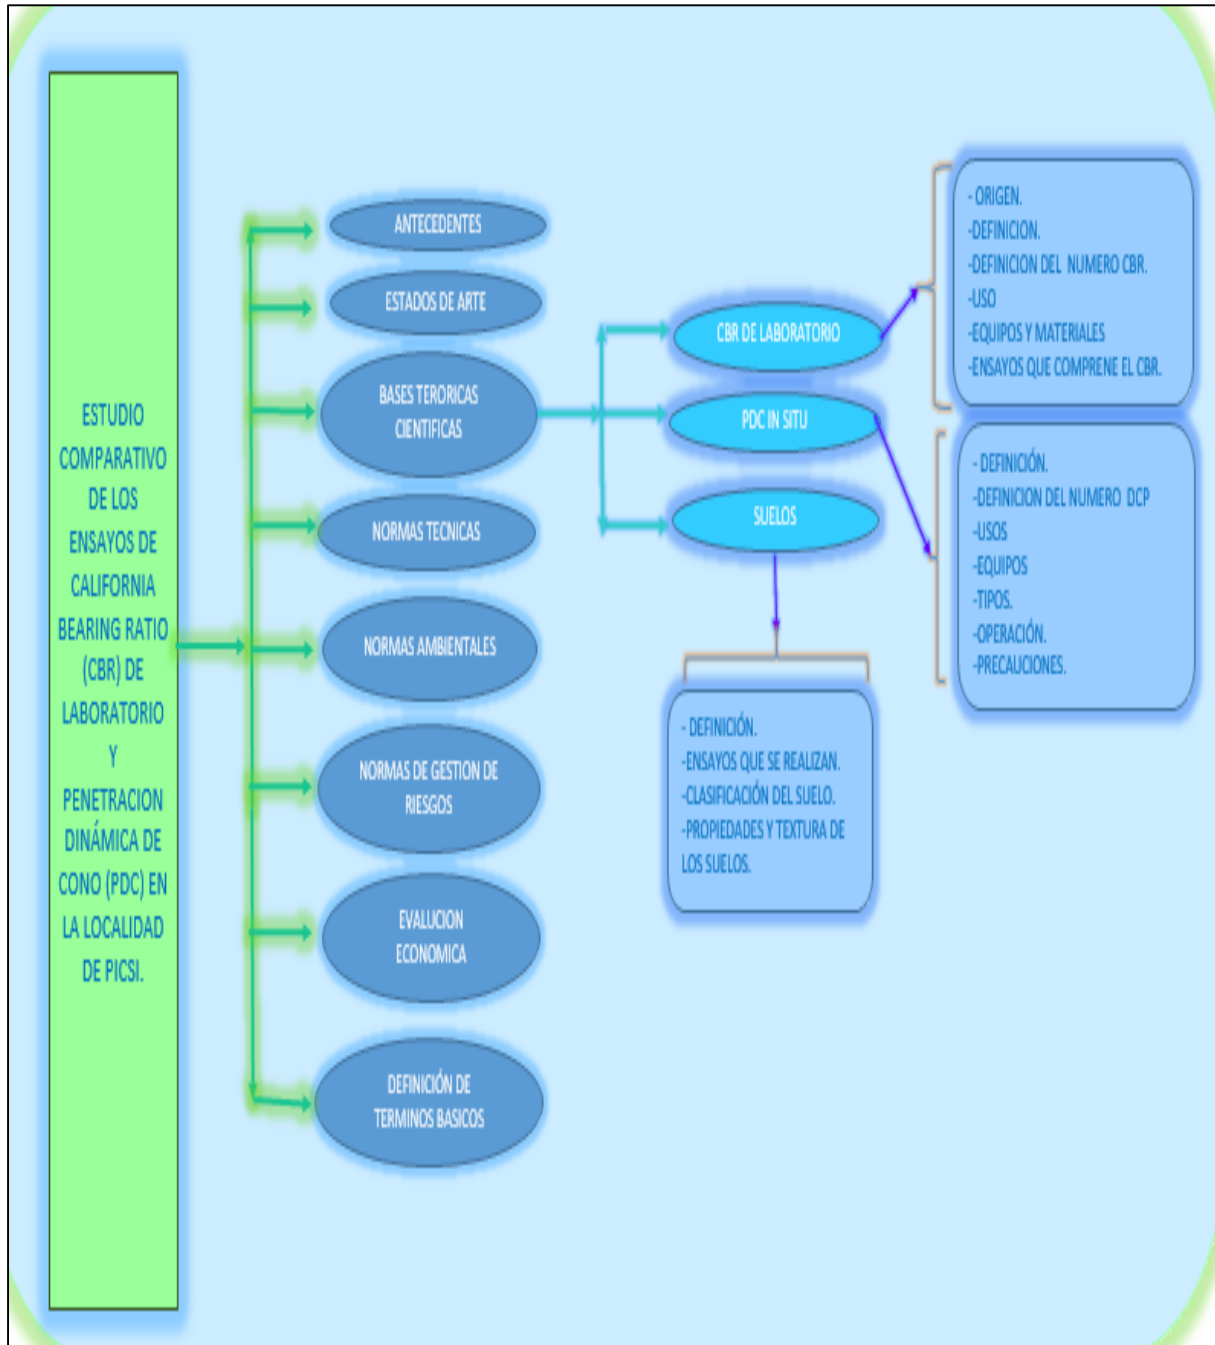 ESTUDIO
COMPARATIVO
DE LOS
ENSAYOS DE
CALIFORNIA
BEARING RATIO
(CBR) DE
LABORATORIO
Y
PENETRACION
DINÁMICA DE
CONO (PDC) EN
LA LOCALIDAD
DE PICSI.
ANTECEDENTES
ESTADOS DE ARTE
BASES TERORICAS
CIENTIFICAS
NORMAS TECNICAS
NORMAS AMBIENTALES
NORMAS DE GESTION DE
RIESGOS
EVALUCION
ECONOMICA
DEFINICIÓN DE
TERMINOS BASICOS
CBR DE LABORATORIO
PDC IN SITU
SUELOS
- ORIGEN.
-DEFINICION.
-DEFINICION DEL NUMERO CBR.
-USO
-EQUIPOS Y MATERIALES
-ENSAYOS QUE COMPRENE EL CBR.
- DEFINICIÓN.
-DEFINICION DEL NUMERO DCP
-USOS
-EQUIPOS
-TIPOS.
-OPERACIÓN.
-PRECAUCIONES.
- DEFINICIÓN.
-ENSAYOS QUE SE REALIZAN.
-CLASIFICACIÓN DEL SUELO.
-PROPIEDADES Y TEXTURA DE
LOS SUELOS.